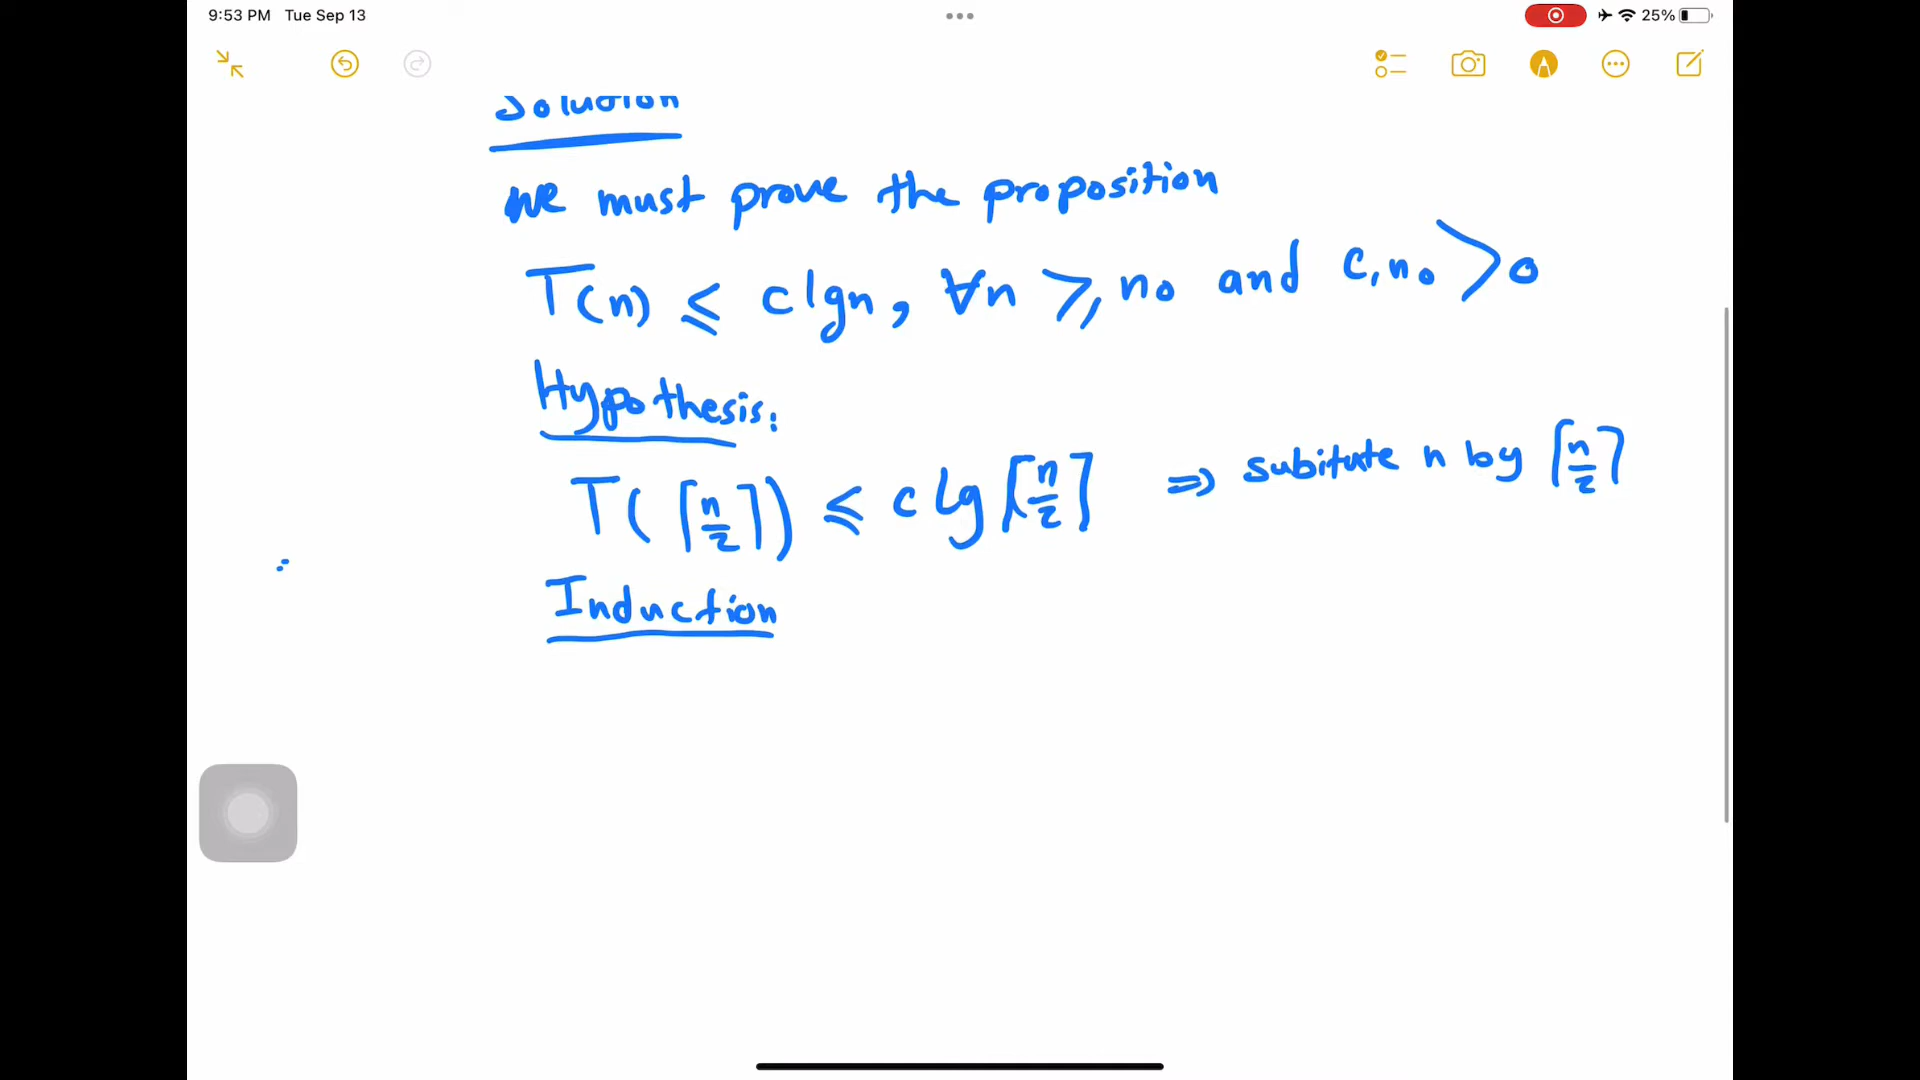 9:53 PM Tue Sep 13
25%
Solution
we must prove the proposition
T(n) ⩽ clgn, ∀n ⩾ n₀ and c, n₀ > 0
Hypothesis:
T(⌈n/2⌉) ⩽ c lg⌈n/2⌉ ⇒ subitute n by ⌈n/2⌉
Induction